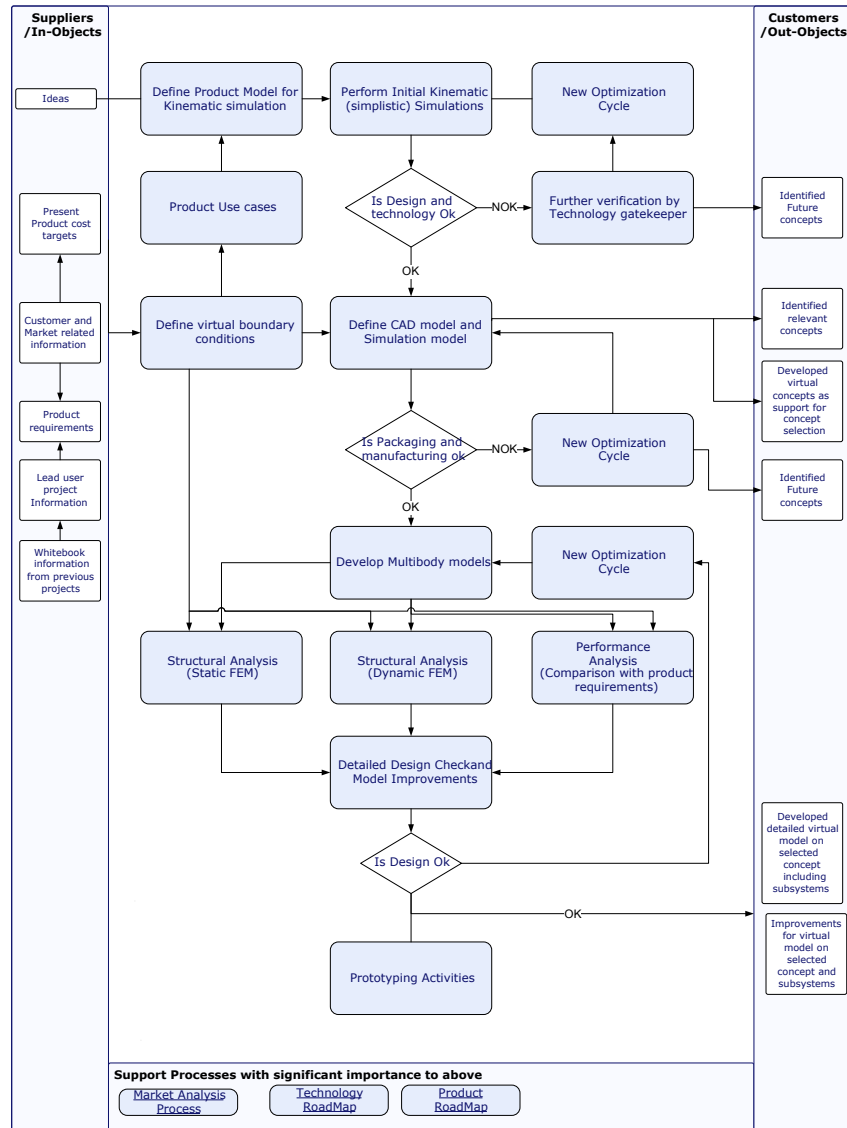 Suppliers
/In-Objects
Customers
/Out-Objects
Ideas
Define Product Model for
Kinematic simulation
Perform Initial Kinematic
(simplistic) Simulations
New Optimization
Cycle
Present
Product cost
targets
Product Use cases
Is Design and
technology Ok
NOK
Further verification by
Technology gatekeeper
Identified
Future
concepts
OK
Customer and
Market related
information
Define virtual boundary
conditions
Define CAD model and
Simulation model
Identified
relevant
concepts
Developed
virtual
concepts as
support for
concept
selection
Product
requirements
Is Packaging and
manufacturing ok
NOK
New Optimization
Cycle
Lead user
project
Information
Identified
Future
concepts
OK
Whitebook
information
from previous
projects
Develop Multibody models
New Optimization
Cycle
Structural Analysis
(Static FEM)
Structural Analysis
(Dynamic FEM)
Performance
Analysis
(Comparison with product
requirements)
Detailed Design Checkand
Model Improvements
Is Design Ok
Developed
detailed virtual
model on
selected
concept
including
subsystems
OK
Improvements
for virtual
model on
selected
concept and
subsystems
Prototyping Activities
Support Processes with significant importance to above
Market Analysis
Process
Technology
RoadMap
Product
RoadMap